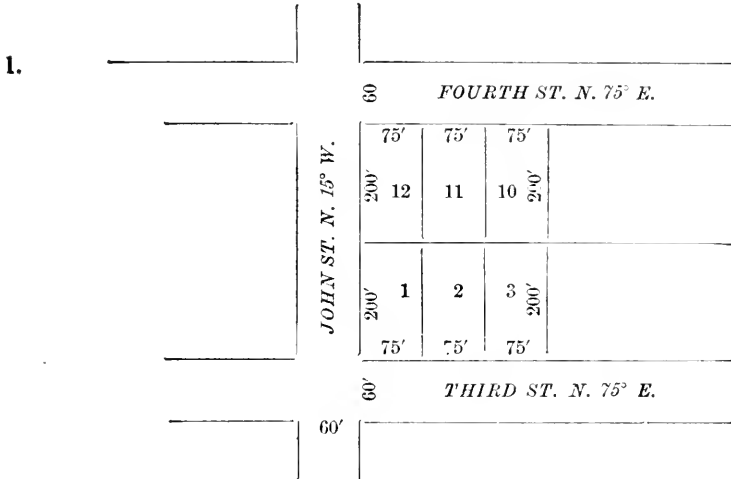 1.
60
FOURTH ST. N. 75° E.
75' 75' 75'
JOHN ST. N. 15° W.
200' 12 11 10 200'
200' 1 2 3 200'
75' 75' 75'
60'
THIRD ST. N. 75° E.
60'